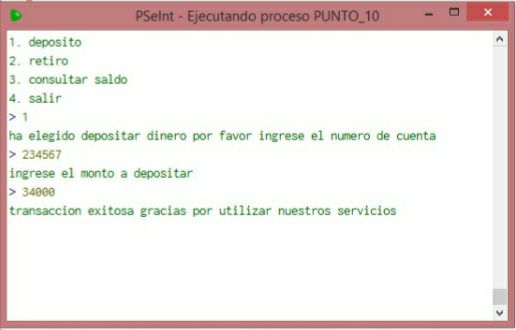 PSeInt - Ejecutando proceso PUNTO_10
1. deposito
2. retiro
3. consultar saldo
4. salir
> 1
ha elegido depositar dinero por favor ingrese el numero de cuenta
> 234567
ingrese el monto a depositar
> 34000
transaccion exitosa gracias por utilizar nuestros servicios